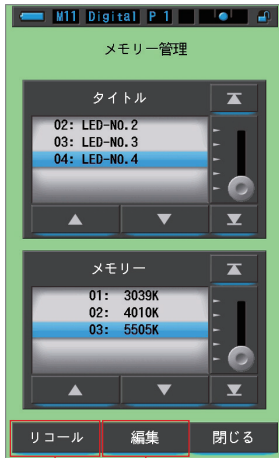 M11 Digital P 1
メモリー管理
タイトル
02: LED-NO.2
03: LED-NO.3
04: LED-NO.4
メモリー
01: 3039K
02: 4010K
03: 5505K
リコール 編集 閉じる